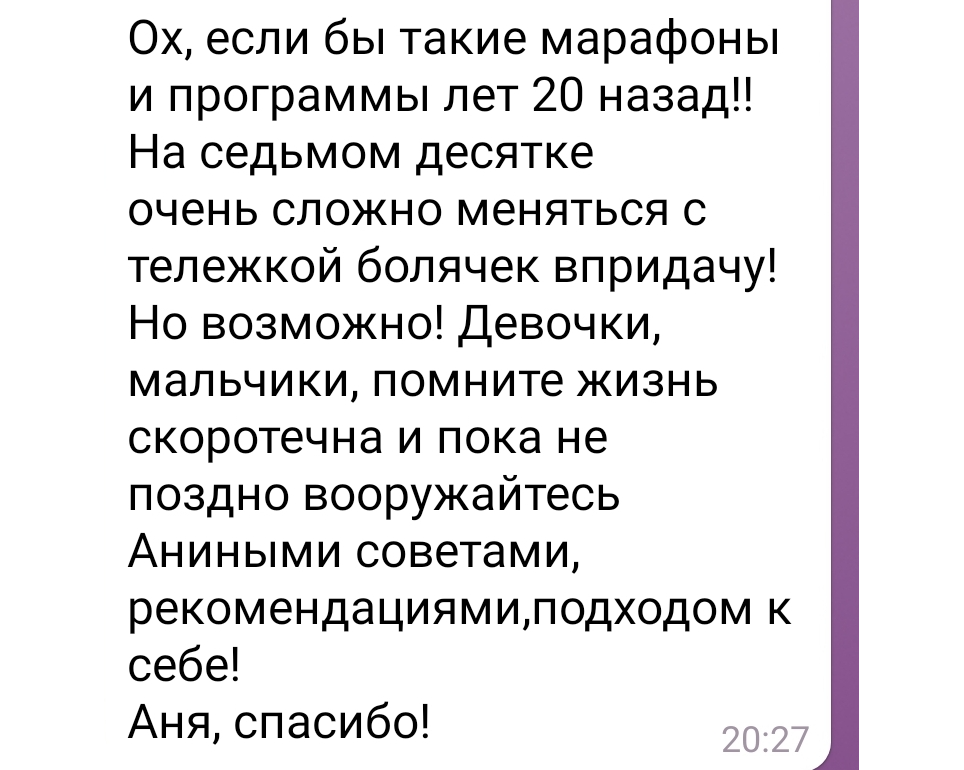 Ох, если бы такие марафоны
и программы лет 20 назад!!
На седьмом десятке
очень сложно меняться с
тележкой болячек впридачу!
Но возможно! Девочки,
мальчики, помните жизнь
скоротечна и пока не
поздно вооружайтесь
Аниными советами,
рекомендациями,подходом к
себе!
Аня, спасибо!
20:27